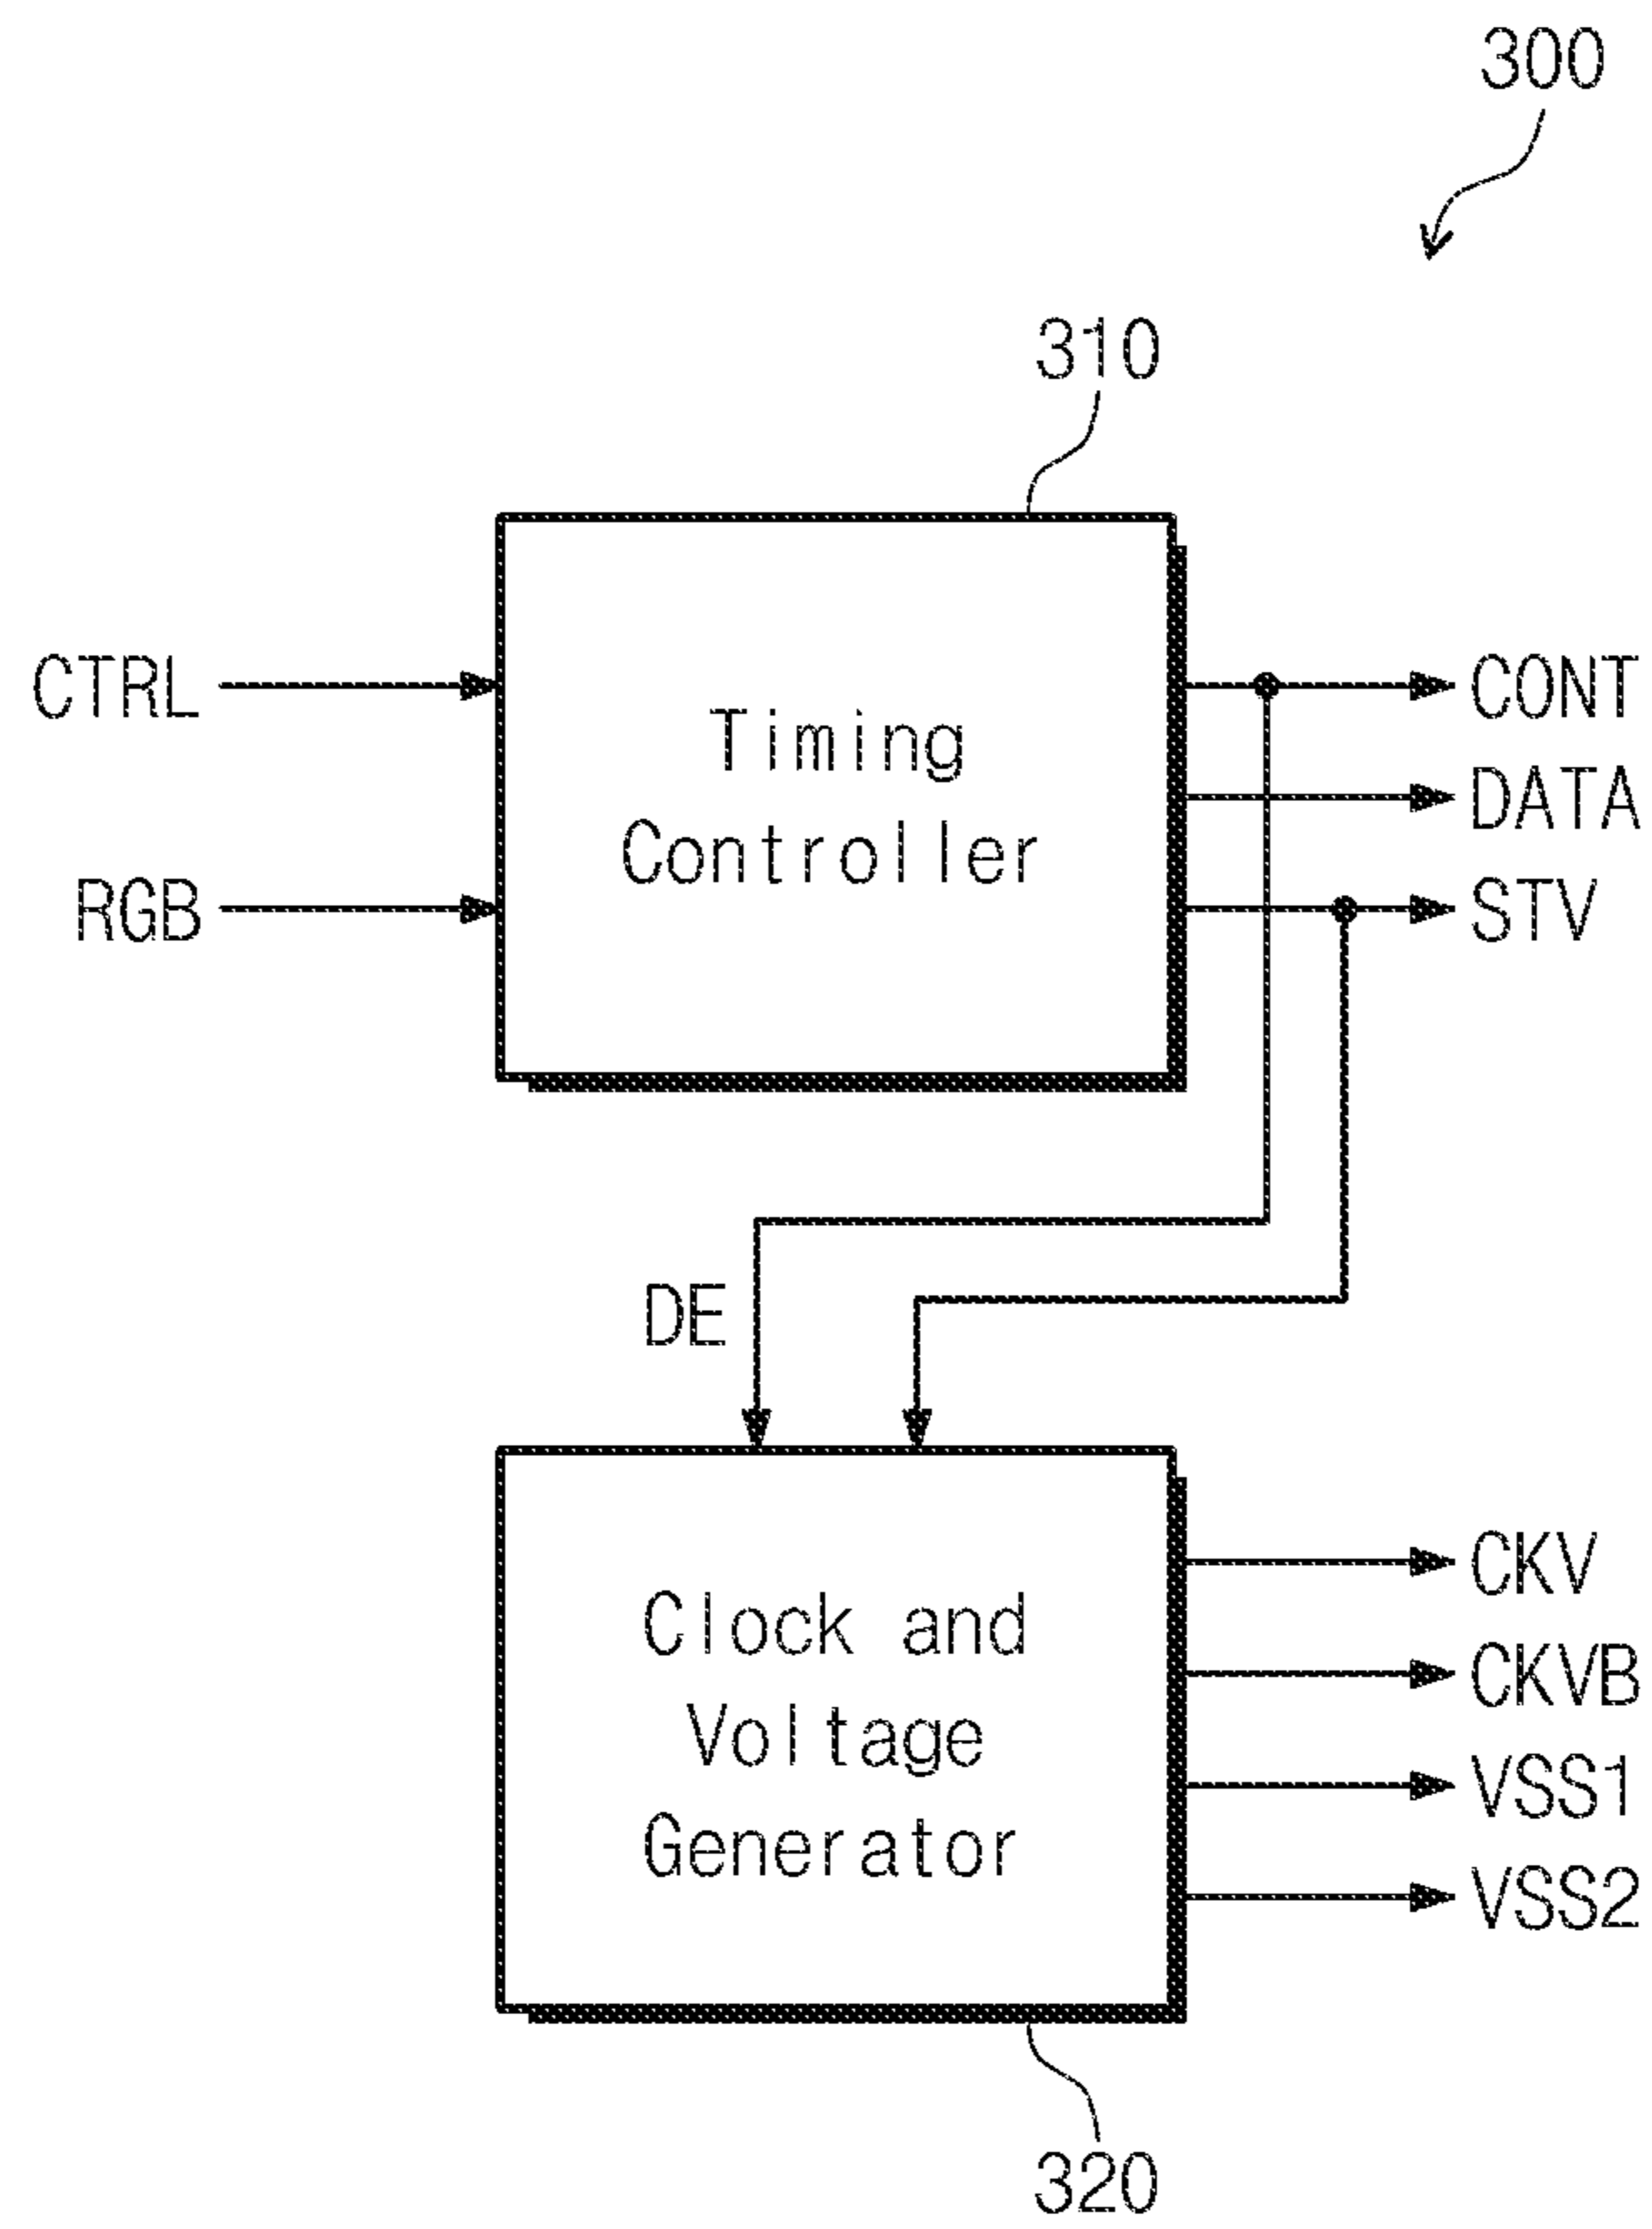 300
310
CTRL
RGB
Timing
Controller
CONT
DATA
STV
DE
Clock and
Voltage
Generator
CKV
CKVB
VSS1
VSS2
320